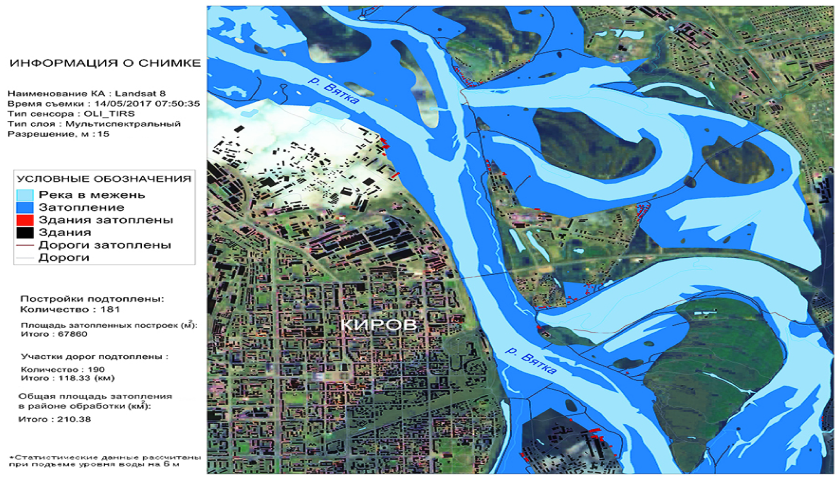 ИНФОРМАЦИЯ О СНИМКЕ
Наименование КА : Landsat 8
Время съемки : 14/05/2017 07:50:35
Тип сенсора : OLI_TIRS
Тип слоя : Мультиспектральный
Разрешение, м : 15
УСЛОВНЫЕ ОБОЗНАЧЕНИЯ
Река в межень
Затопление
Здания затоплены
Здания
Дороги затоплены
Дороги
Постройки подтоплены:
Количество : 181
Площадь затопленных построек (м²):
Итого : 67860
Участки дорог подтоплены :
Количество : 190
Итого : 118.33 (км)
Общая площадь затопления
в районе обработки (км²):
Итого : 210.38
*Статистические данные рассчитаны
при подъеме уровня воды на 6 м
р. Вятка
КИРОВ
р. Вятка